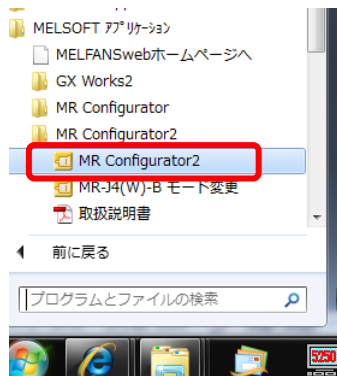 MELSOFT ｱﾌﾟﾘｹｰｼｮﾝ
MELFANSwebホームページへ
GX Works2
MR Configurator
MR Configurator2
MR Configurator2
MR-J4(W)-B モード変更
取扱説明書
前に戻る
プログラムとファイルの検索
5250